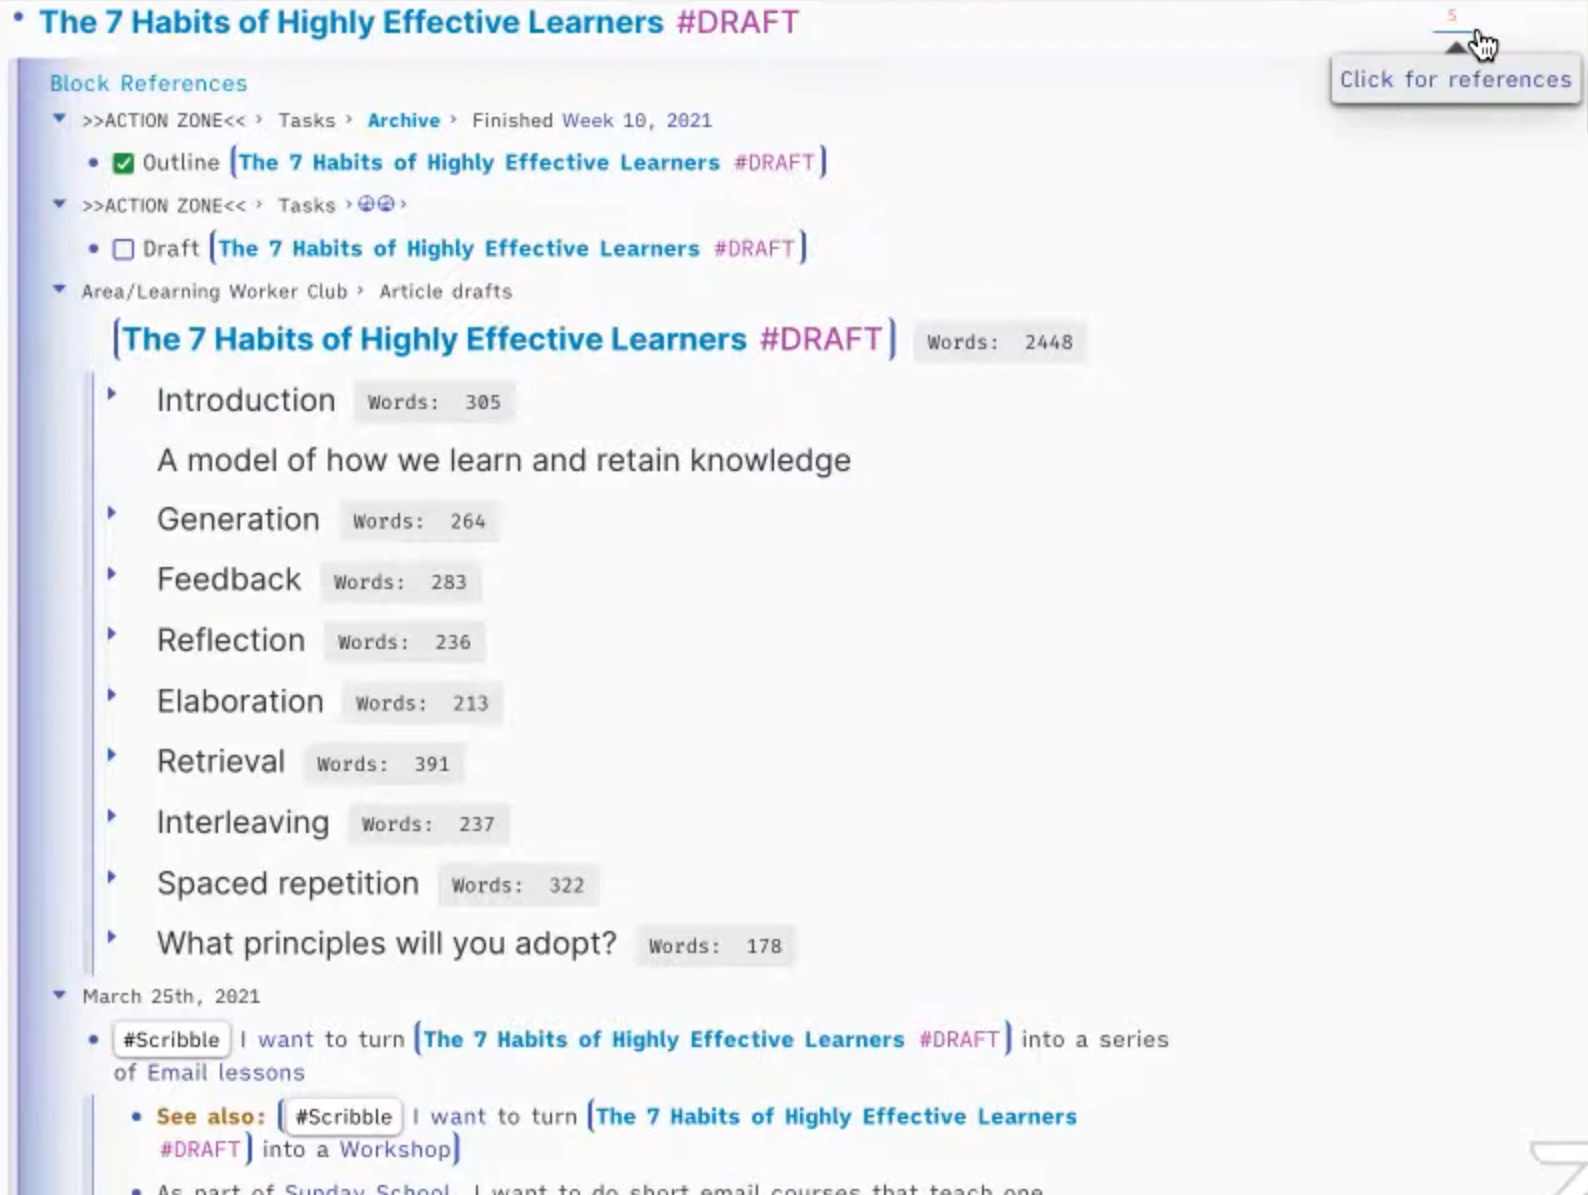 The 7 Habits of Highly Effective Learners #DRAFT
5
Click for references
Block References
>>ACTION ZONE<< › Tasks › Archive › Finished Week 10, 2021
Outline [The 7 Habits of Highly Effective Learners #DRAFT]
>>ACTION ZONE<< › Tasks › ›
Draft [The 7 Habits of Highly Effective Learners #DRAFT]
Area/Learning Worker Club › Article drafts
[The 7 Habits of Highly Effective Learners #DRAFT] Words: 2448
Introduction Words: 305
A model of how we learn and retain knowledge
Generation Words: 264
Feedback Words: 283
Reflection Words: 236
Elaboration Words: 213
Retrieval Words: 391
Interleaving Words: 237
Spaced repetition Words: 322
What principles will you adopt? Words: 178
March 25th, 2021
#Scribble I want to turn [The 7 Habits of Highly Effective Learners #DRAFT] into a series
of Email lessons
See also: [#Scribble I want to turn [The 7 Habits of Highly Effective Learners
#DRAFT] into a Workshop]
As part of Sunday School, I want to do short email courses that teach one